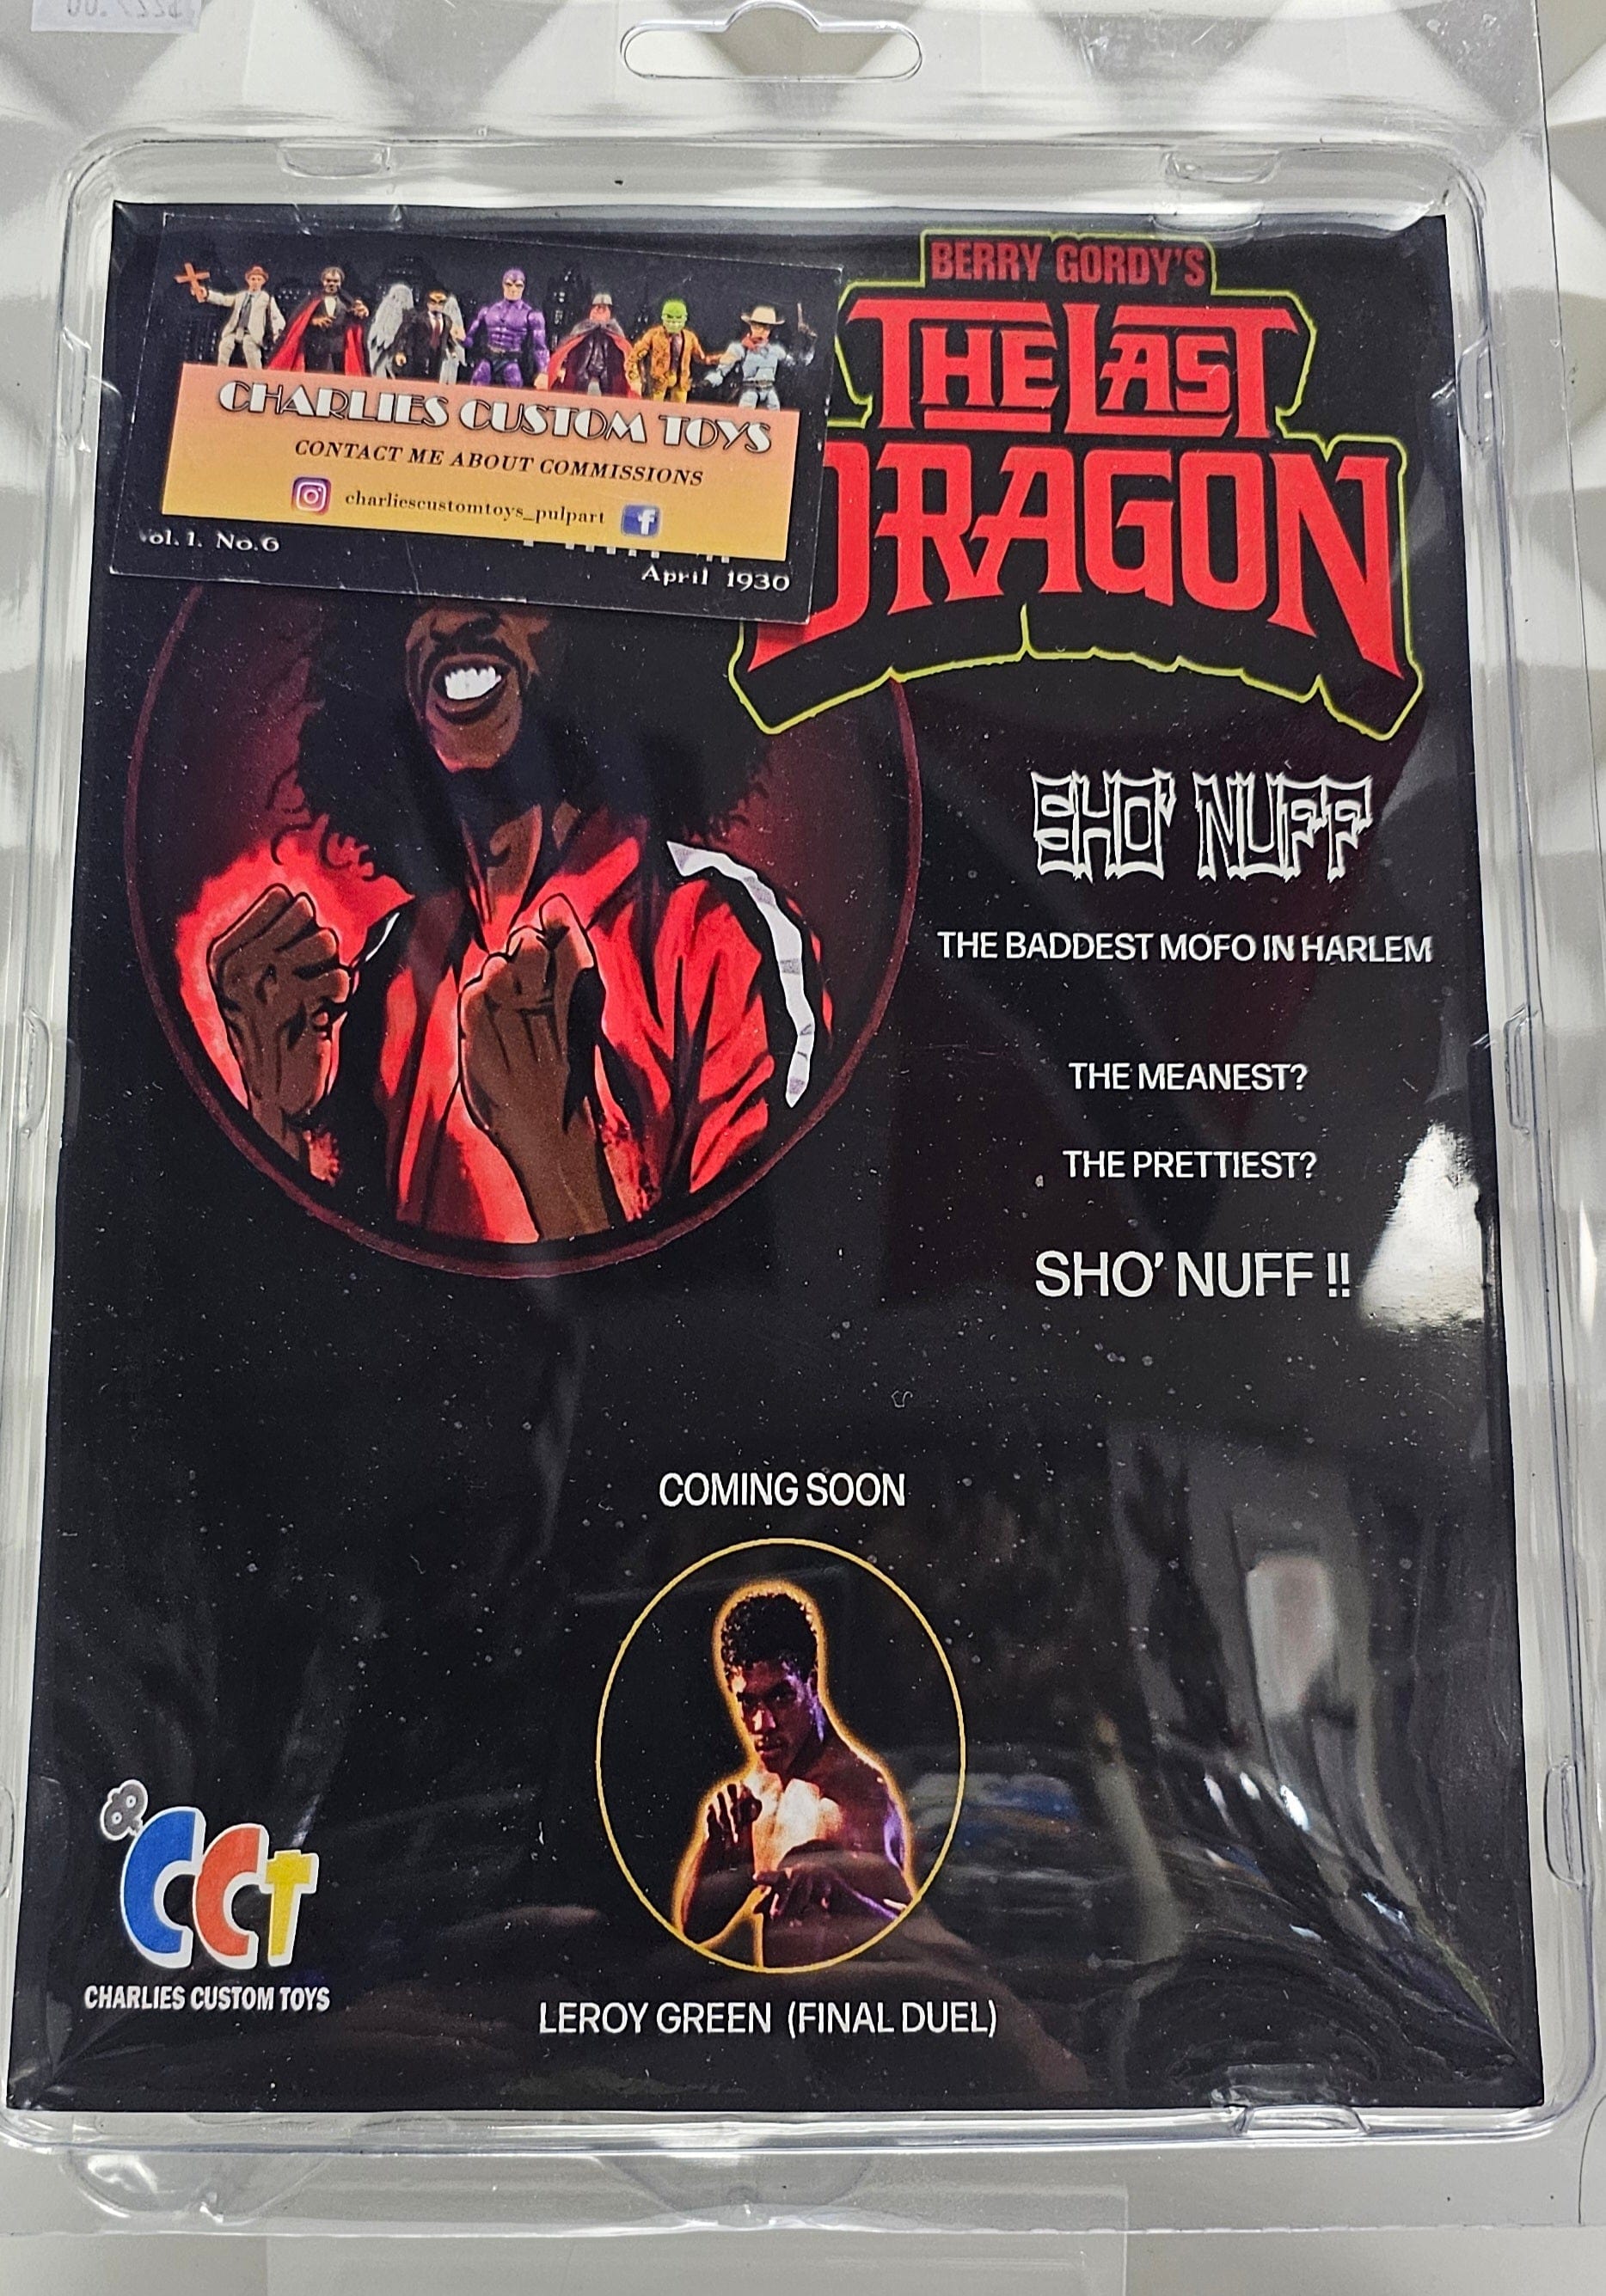 CHARLIES CUSTOM TOYS
CONTACT ME ABOUT COMMISSIONS
charliescustomtoys_pulpart
Vol. 1. No. 6
April 1930
BERRY GORDY'S
THE LAST
DRAGON
SHO' NUFF
THE BADDEST MOFO IN HARLEM
THE MEANEST?
THE PRETTIEST?
SHO' NUFF !!
COMING SOON
LEROY GREEN (FINAL DUEL)
CCT
CHARLIES CUSTOM TOYS